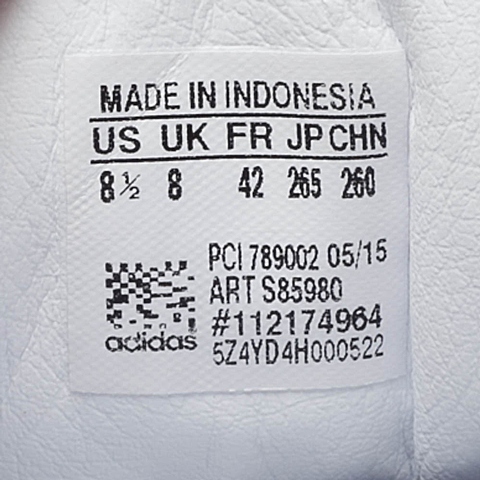 MADE IN INDONESIA
US UK FR JP CHN
8½ 8 42 265 260
PCI 789002 05/15
ART S85980
#112174964
5Z4YD4H000522
adidas